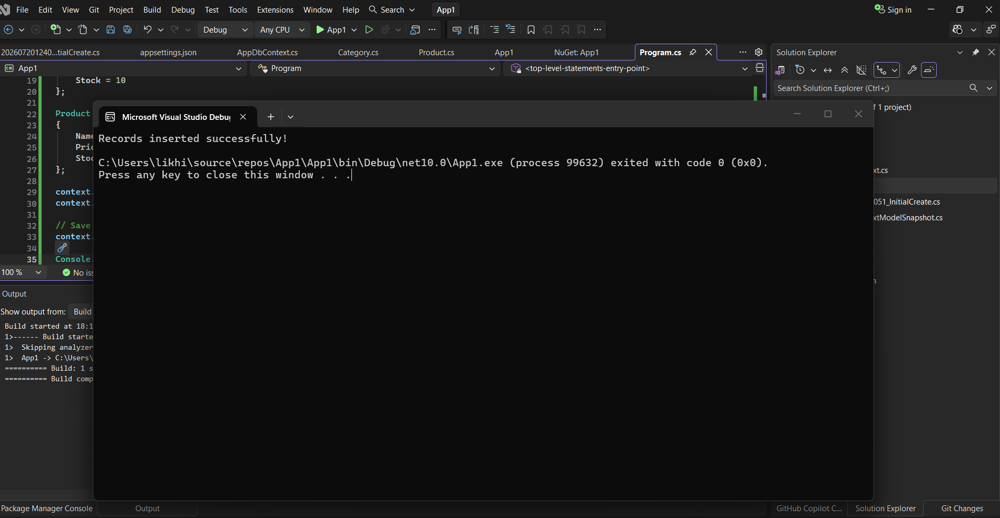 File Edit View Git Project Build Debug Test Tools Extensions Window Help Search App1 Sign in
Debug Any CPU App1
202607201240...tialCreate.cs appsettings.json AppDbContext.cs Category.cs Product.cs App1 NuGet: App1 Program.cs
App1 Program <top-level-statements-entry-point>
19 Stock = 10
20 };
21
22 Product
23 {
24 Name
25 Pric
26 Stoc
27 };
28
29 context.
30 context.
31
32 // Save
33 context.
34
35 Console.
100 % No iss
Output
Show output from: Build
Build started at 18:1
1>------ Build starte
1> Skipping analyzer
1> App1 -> C:\Users\
========== Build: 1 s
========== Build comp
Package Manager Console Output
Microsoft Visual Studio Debug
Records inserted successfully!
C:\Users\likhi\source\repos\App1\App1\bin\Debug\net10.0\App1.exe (process 99632) exited with code 0 (0x0).
Press any key to close this window . . .
Solution Explorer
Search Solution Explorer (Ctrl+;)
f 1 project)
xt.cs
051_InitialCreate.cs
xtModelSnapshot.cs
GitHub Copilot C... Solution Explorer Git Changes